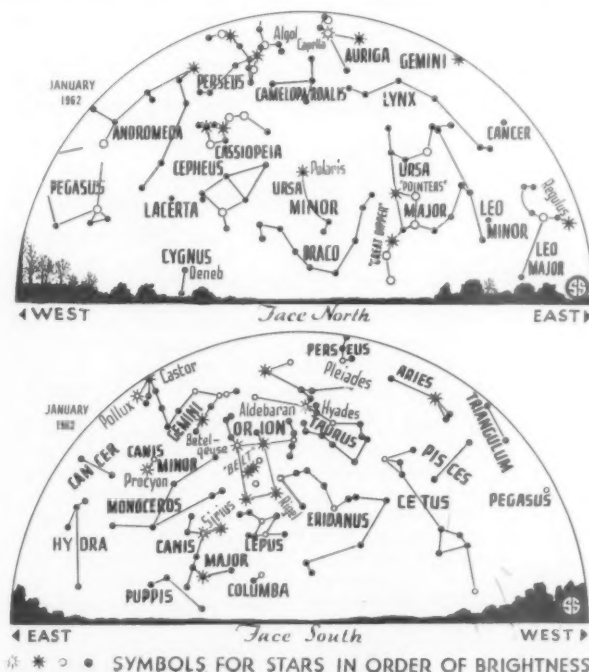 Algol
Capella
AURIGA
GEMINI
PERSEUS
JANUARY
1962
CAMELOPARDALIS
LYNX
ANDROMEDA
CASSIOPEIA
CANCER
CEPHEUS
Polaris
URSA
"POINTERS"
MAJOR
PEGASUS
LACERTA
URSA
MINOR
LEO
MINOR
Regulus
DRACO
"GREAT DIPPER"
CYGNUS
Deneb
LEO
MAJOR
SS
WEST
Face North
EAST
PERSEUS
Pleiades
ARIES
Castor
Pollux
TRIANGULUM
JANUARY
1962
GEMINI
Aldebaran
Hyades
TAURUS
ORION
Betel-
geuse
"BELT"
CANCER
CANIS
MINOR
Procyon
PISCES
PEGASUS
MONOCEROS
Sirius
Rigel
ERIDANUS
CETUS
HYDRA
CANIS
MAJOR
LEPUS
PUPPIS
COLUMBA
SS
EAST
Face South
WEST
SYMBOLS FOR STARS IN ORDER OF BRIGHTNESS